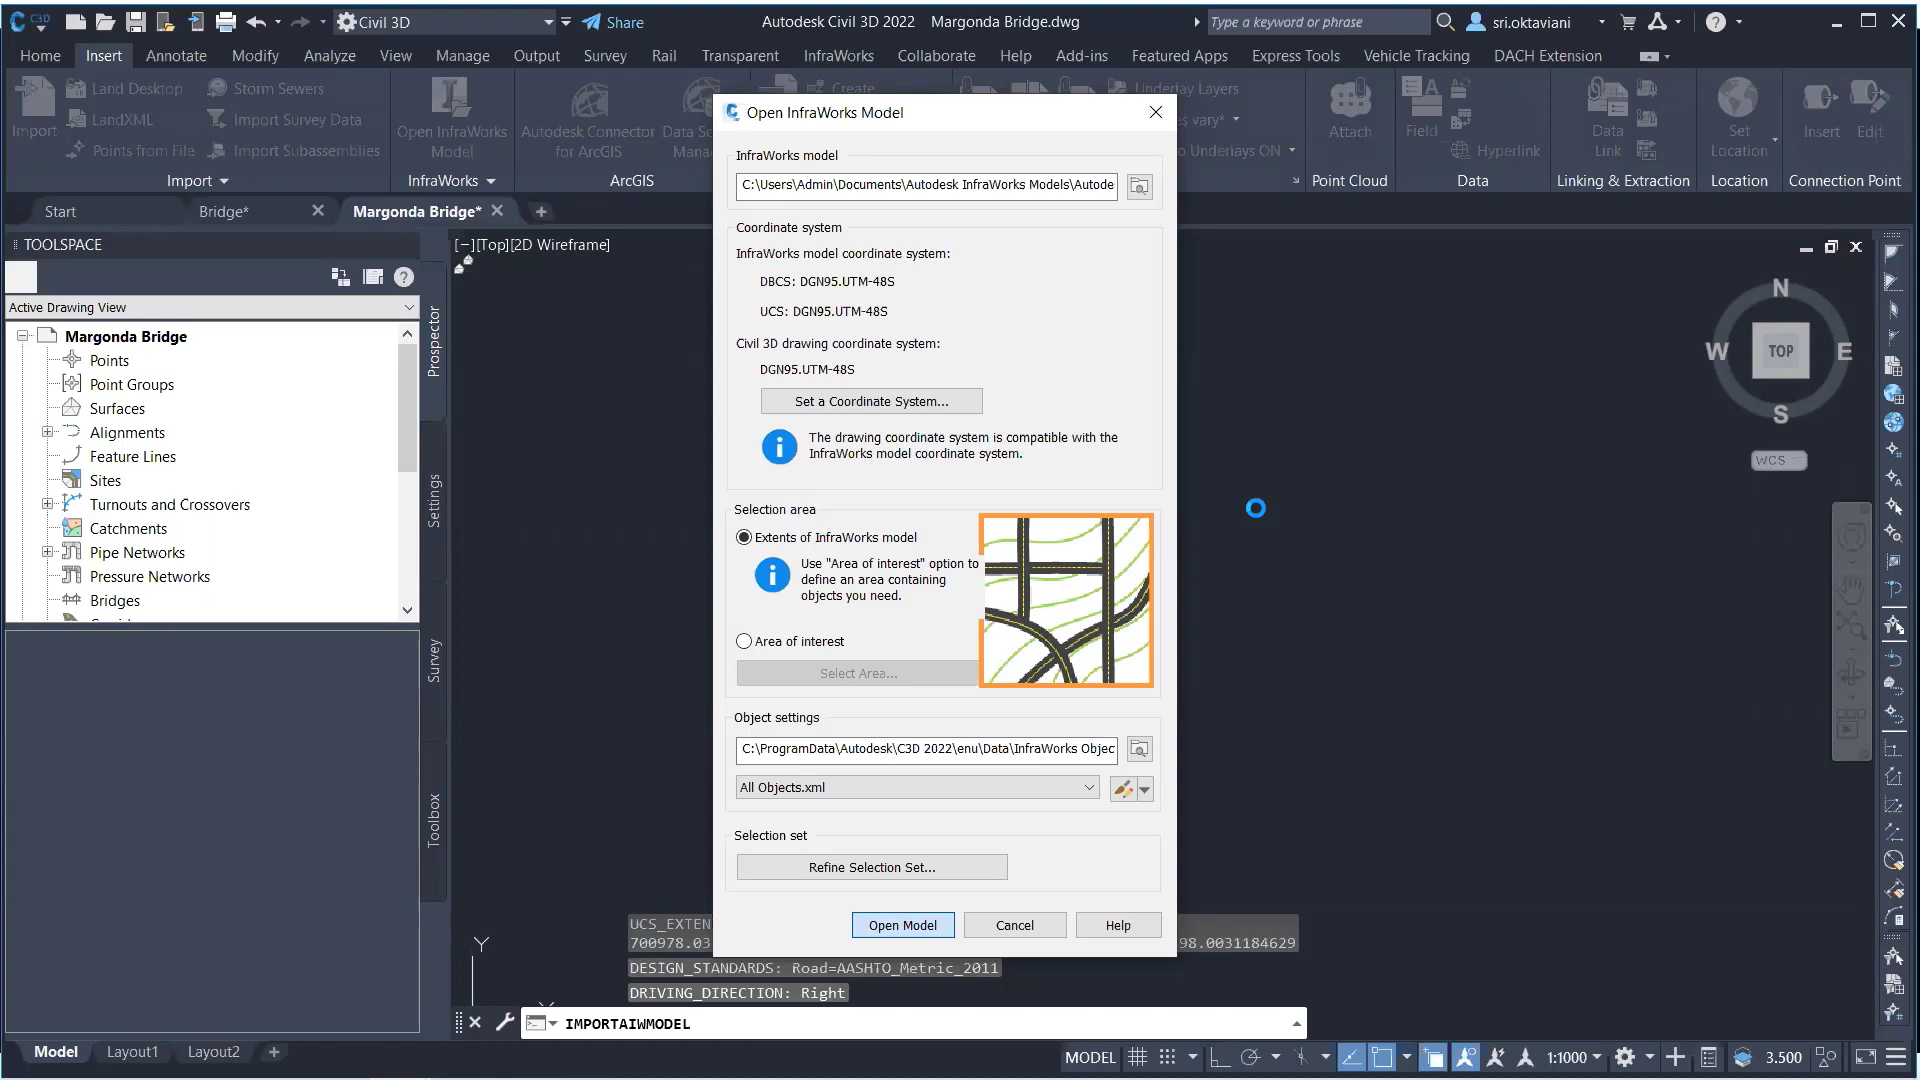 C3D
Civil 3D
Share
Autodesk Civil 3D 2022 Margonda Bridge.dwg
Type a keyword or phrase
sri.oktaviani
Home Insert Annotate Modify Analyze View Manage Output Survey Rail Transparent InfraWorks Collaborate Help Add-ins Featured Apps Express Tools Vehicle Tracking DACH Extension
Import
Land Desktop
LandXML
Points from File
Storm Sewers
Import Survey Data
Import Subassemblies
Import
Open InfraWorks
Model
InfraWorks
Autodesk Connector
for ArcGIS
ArcGIS
Create
Underlay Layers
es vary*
Underlays ON
Attach
Point Cloud
Field
Hyperlink
Data
Data
Link
Linking & Extraction
Set
Location
Location
Insert Edit
Connection Point
Start
Bridge*
Margonda Bridge*
TOOLSPACE
Active Drawing View
Margonda Bridge
Points
Point Groups
Surfaces
Alignments
Feature Lines
Sites
Turnouts and Crossovers
Catchments
Pipe Networks
Pressure Networks
Bridges
Prospector
Settings
Survey
Toolbox
[−][Top][2D Wireframe]
Open InfraWorks Model
InfraWorks model
C:\Users\Admin\Documents\Autodesk InfraWorks Models\Autode
Coordinate system
InfraWorks model coordinate system:
DBCS: DGN95.UTM-48S
UCS: DGN95.UTM-48S
Civil 3D drawing coordinate system:
DGN95.UTM-48S
Set a Coordinate System...
The drawing coordinate system is compatible with the
InfraWorks model coordinate system.
Selection area
Extents of InfraWorks model
Use "Area of interest" option to
define an area containing
objects you need.
Area of interest
Select Area...
Object settings
C:\ProgramData\Autodesk\C3D 2022\enu\Data\InfraWorks Objec
All Objects.xml
Selection set
Refine Selection Set...
Open Model
Cancel
Help
N
W TOP E
S
WCS
UCS_EXTEN
700978.03
98.0031184629
DESIGN_STANDARDS: Road=AASHTO_Metric_2011
DRIVING_DIRECTION: Right
Y
IMPORTAIWMODEL
Model Layout1 Layout2
MODEL
1:1000
3.500